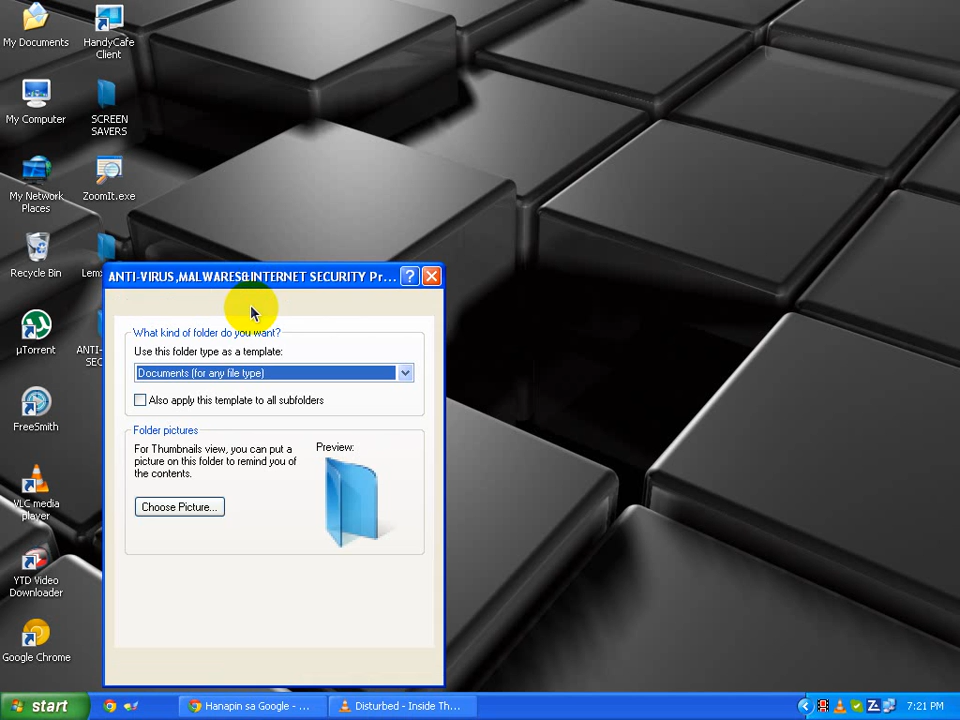 My Documents
HandyCafe
Client
My Computer
SCREEN
SAVERS
My Network
Places
ZoomIt.exe
Recycle Bin
µTorrent
FreeSmith
VLC media
player
YTD Video
Downloader
Google Chrome
ANTI-VIRUS,MALWARES&INTERNET SECURITY Pr...
What kind of folder do you want?
Use this folder type as a template:
Documents (for any file type)
Also apply this template to all subfolders
Folder pictures
For Thumbnails view, you can put a
picture on this folder to remind you of
the contents.
Preview:
Choose Picture...
start
Hanapin sa Google - ...
Disturbed - Inside Th...
7:21 PM